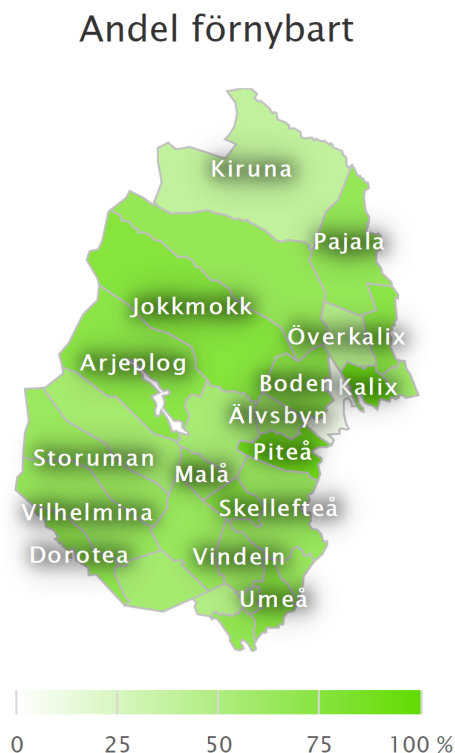 Andel förnybart
Kiruna
Pajala
Jokkmokk
Överkalix
Arjeplog
Boden
Kalix
Älvsbyn
Piteå
Storuman
Malå
Skellefteå
Vilhelmina
Dorotea
Vindeln
Umeå
0 25 50 75 100 %